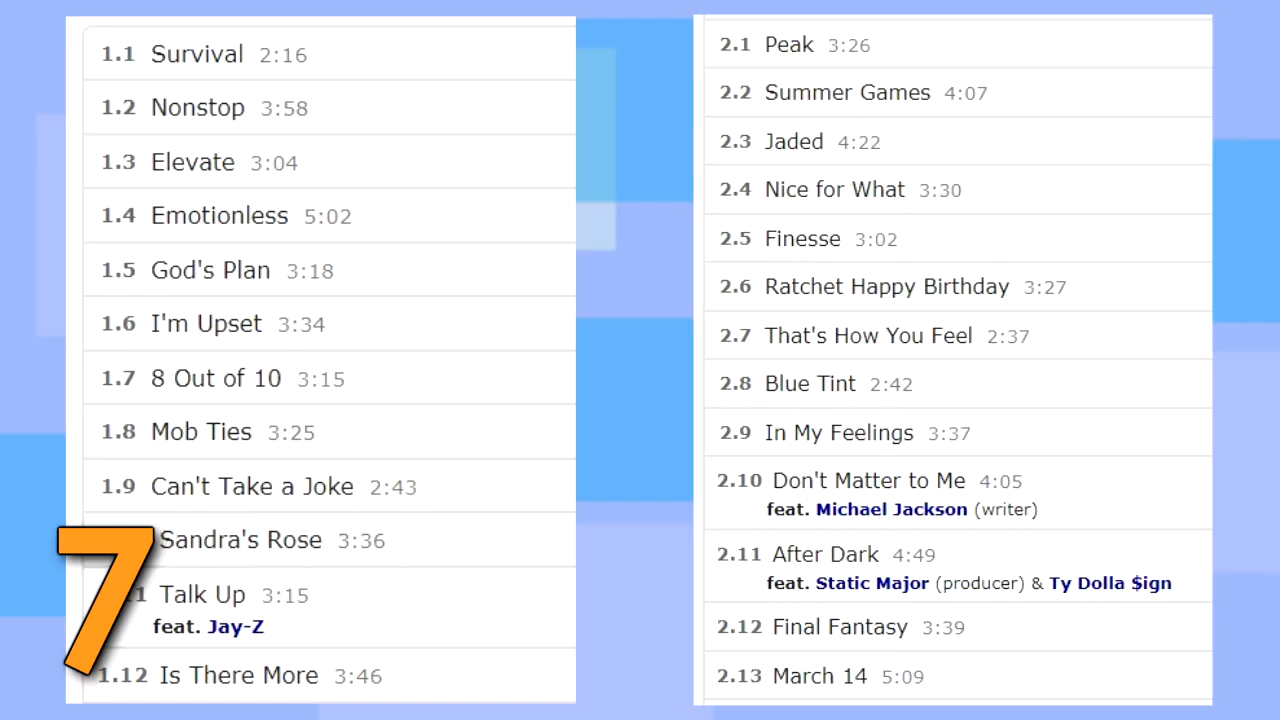 1.1 Survival 2:16
1.2 Nonstop 3:58
1.3 Elevate 3:04
1.4 Emotionless 5:02
1.5 God's Plan 3:18
1.6 I'm Upset 3:34
1.7 8 Out of 10 3:15
1.8 Mob Ties 3:25
1.9 Can't Take a Joke 2:43
Sandra's Rose 3:36
1 Talk Up 3:15
feat. Jay-Z
1.12 Is There More 3:46
7
2.1 Peak 3:26
2.2 Summer Games 4:07
2.3 Jaded 4:22
2.4 Nice for What 3:30
2.5 Finesse 3:02
2.6 Ratchet Happy Birthday 3:27
2.7 That's How You Feel 2:37
2.8 Blue Tint 2:42
2.9 In My Feelings 3:37
2.10 Don't Matter to Me 4:05
feat. Michael Jackson (writer)
2.11 After Dark 4:49
feat. Static Major (producer) & Ty Dolla $ign
2.12 Final Fantasy 3:39
2.13 March 14 5:09